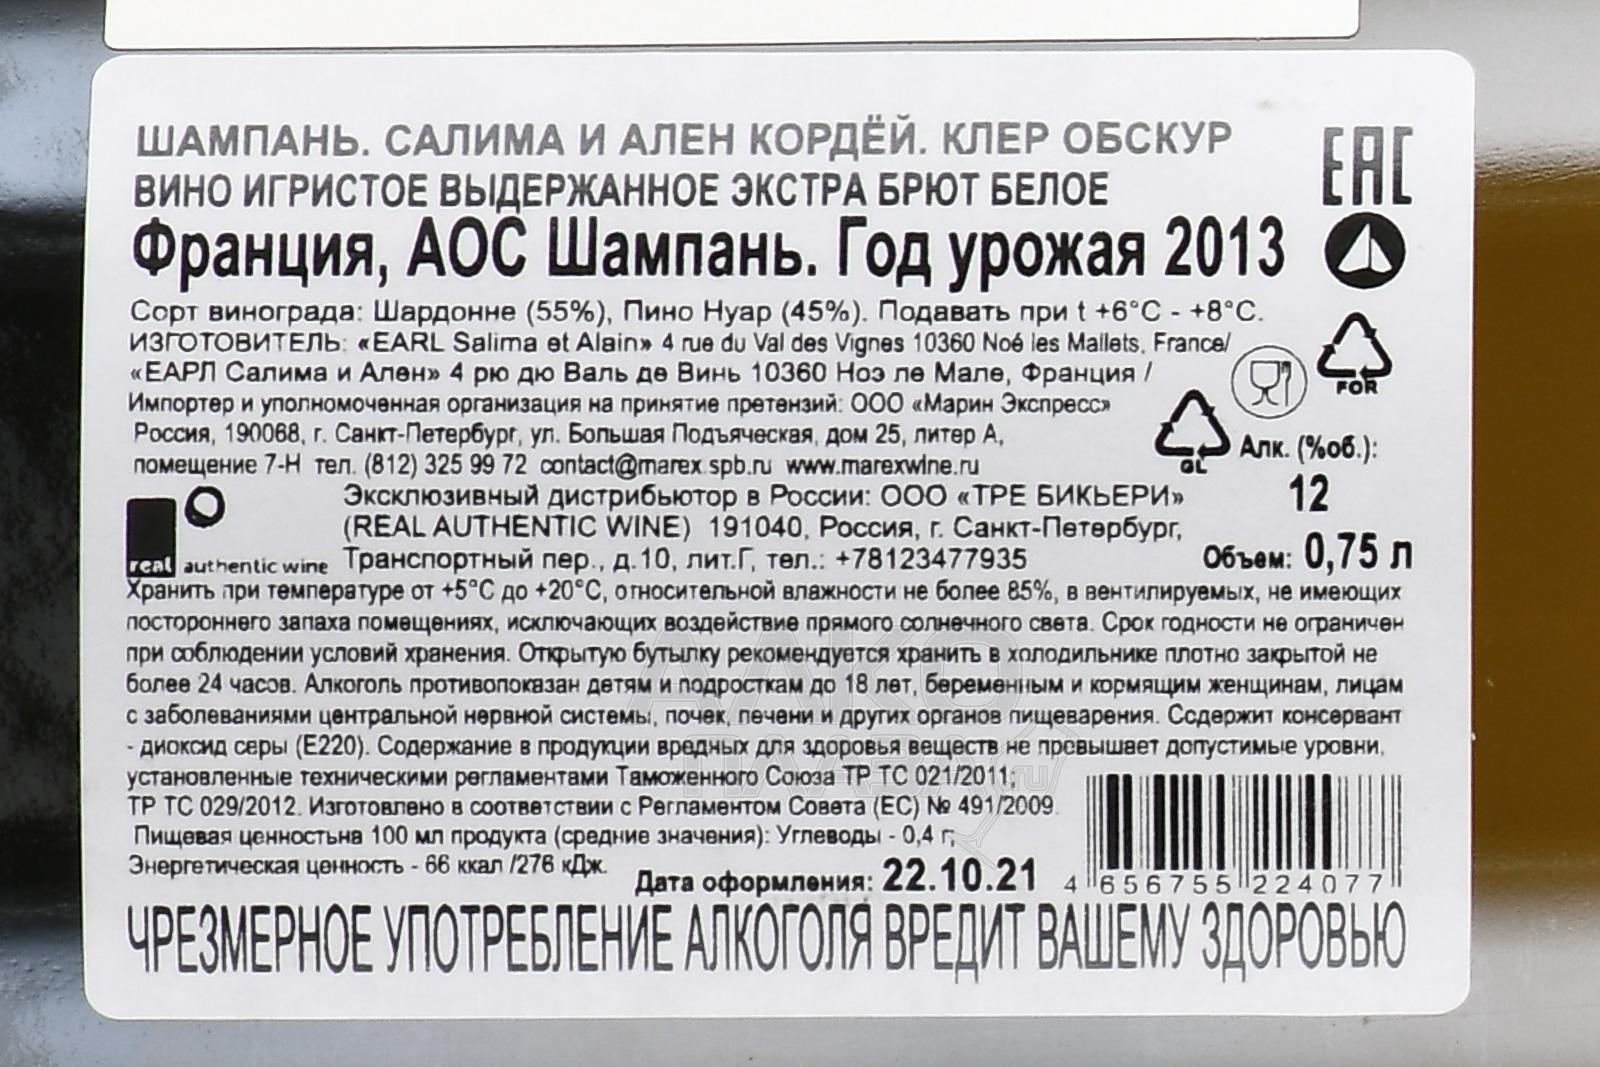 ШАМПАНЬ. САЛИМА И АЛЕН КОРДЁЙ. КЛЕР ОБСКУР
ВИНО ИГРИСТОЕ ВЫДЕРЖАННОЕ ЭКСТРА БРЮТ БЕЛОЕ
EAC
Франция, АОС Шампань. Год урожая 2013
Сорт винограда: Шардонне (55%), Пино Нуар (45%). Подавать при t +6°C - +8°C.
ИЗГОТОВИТЕЛЬ: «EARL Salima et Alain» 4 rue du Val des Vignes 10360 Noé les Mallets, France/
«ЕАРЛ Салима и Ален» 4 рю дю Валь де Винь 10360 Ноэ ле Мале, Франция /
FOR
Импортер и уполномоченная организация на принятие претензий: ООО «Марин Экспресс»
Россия, 190068, г. Санкт-Петербург, ул. Большая Подъяческая, дом 25, литер А,
помещение 7-Н тел. (812) 325 99 72 contact@marex.spb.ru www.marexwine.ru
GL
Алк. (%об.):
12
Эксклюзивный дистрибьютор в России: ООО «ТРЕ БИКЬЕРИ»
(REAL AUTHENTIC WINE) 191040, Россия, г. Санкт-Петербург,
real authentic wine
Транспортный пер., д.10, лит.Г, тел.: +78123477935
Объем: 0,75 л
Хранить при температуре от +5°C до +20°C, относительной влажности не более 85%, в вентилируемых, не имеющих
постороннего запаха помещениях, исключающих воздействие прямого солнечного света. Срок годности не ограничен
при соблюдении условий хранения. Открытую бутылку рекомендуется хранить в холодильнике плотно закрытой не
более 24 часов. Алкоголь противопоказан детям и подросткам до 18 лет, беременным и кормящим женщинам, лицам
с заболеваниями центральной нервной системы, почек, печени и других органов пищеварения. Содержит консервант
- диоксид серы (Е220). Содержание в продукции вредных для здоровья веществ не превышает допустимые уровни,
установленные техническими регламентами Таможенного Союза ТР ТС 021/2011;
ТР ТС 029/2012. Изготовлено в соответствии с Регламентом Совета (ЕС) № 491/2009.
Пищевая ценностьна 100 мл продукта (средние значения): Углеводы - 0,4 г;
Энергетическая ценность - 66 ккал /276 кДж.
Дата оформления: 22.10.21
4 656755 224077
ЧРЕЗМЕРНОЕ УПОТРЕБЛЕНИЕ АЛКОГОЛЯ ВРЕДИТ ВАШЕМУ ЗДОРОВЬЮ